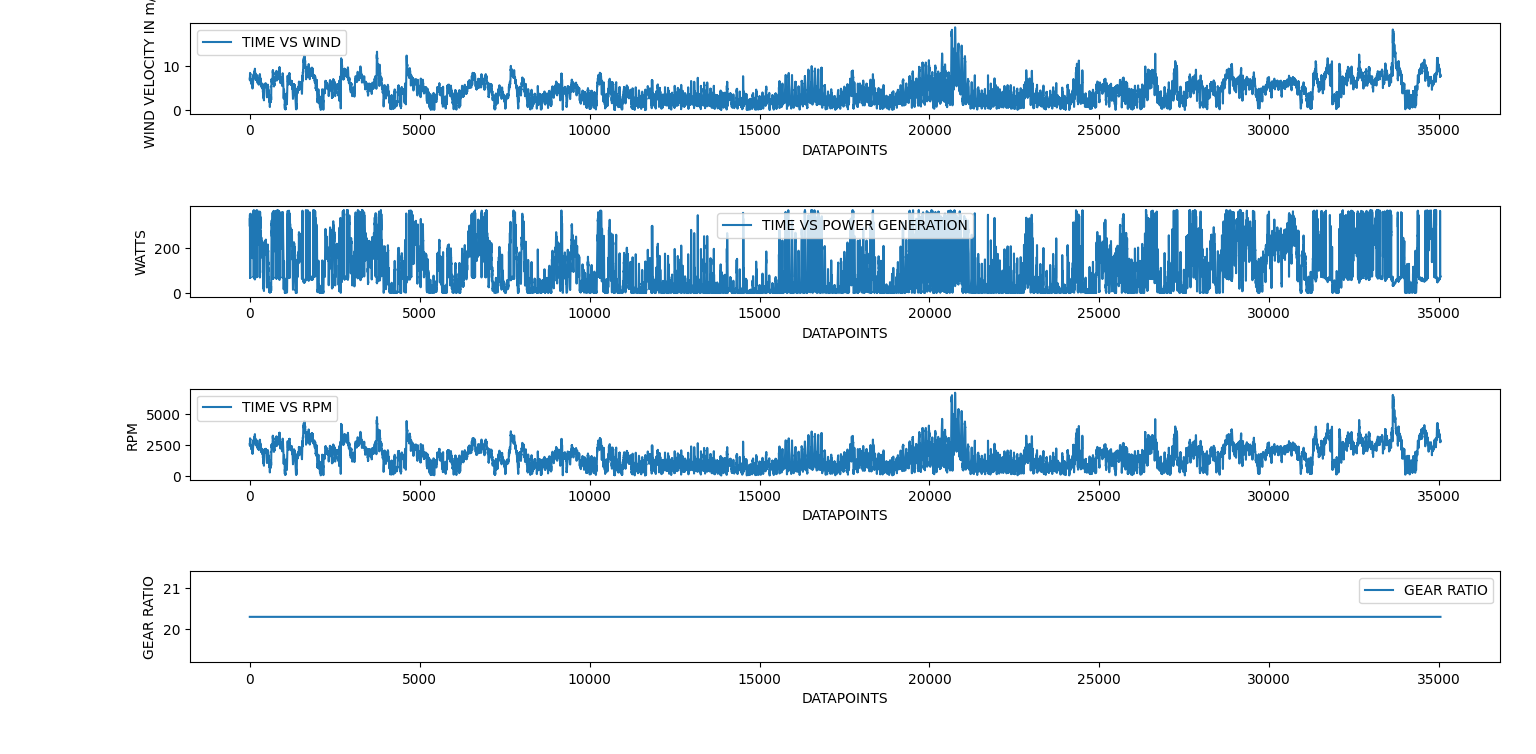 WIND VELOCITY IN m/
TIME VS WIND
10
0
0 5000 10000 15000 20000 25000 30000 35000
DATAPOINTS
WATTS
TIME VS POWER GENERATION
200
0
0 5000 10000 15000 20000 25000 30000 35000
DATAPOINTS
RPM
TIME VS RPM
5000
2500
0
0 5000 10000 15000 20000 25000 30000 35000
DATAPOINTS
GEAR RATIO
GEAR RATIO
21
20
0 5000 10000 15000 20000 25000 30000 35000
DATAPOINTS